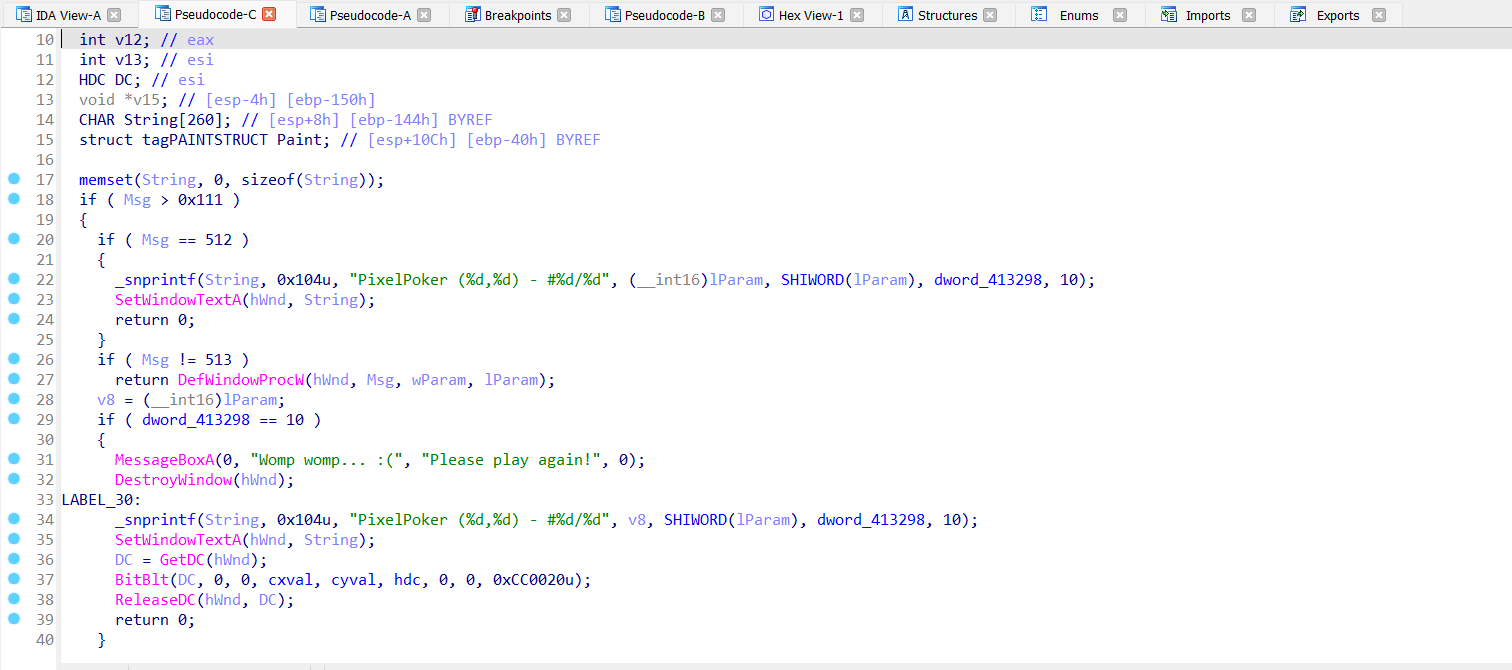 IDA View-A Pseudocode-C Pseudocode-A Breakpoints Pseudocode-B Hex View-1 Structures Enums Imports Exports
10 int v12; // eax
11 int v13; // esi
12 HDC DC; // esi
13 void *v15; // [esp-4h] [ebp-150h]
14 CHAR String[260]; // [esp+8h] [ebp-144h] BYREF
15 struct tagPAINTSTRUCT Paint; // [esp+10Ch] [ebp-40h] BYREF
16
17 memset(String, 0, sizeof(String));
18 if ( Msg > 0x111 )
19 {
20 if ( Msg == 512 )
21 {
22 _snprintf(String, 0x104u, "PixelPoker (%d,%d) - #%d/%d", (__int16)lParam, SHIWORD(lParam), dword_413298, 10);
23 SetWindowTextA(hWnd, String);
24 return 0;
25 }
26 if ( Msg != 513 )
27 return DefWindowProcW(hWnd, Msg, wParam, lParam);
28 v8 = (__int16)lParam;
29 if ( dword_413298 == 10 )
30 {
31 MessageBoxA(0, "Womp womp... :(", "Please play again!", 0);
32 DestroyWindow(hWnd);
33 LABEL_30:
34 _snprintf(String, 0x104u, "PixelPoker (%d,%d) - #%d/%d", v8, SHIWORD(lParam), dword_413298, 10);
35 SetWindowTextA(hWnd, String);
36 DC = GetDC(hWnd);
37 BitBlt(DC, 0, 0, cxval, cyval, hdc, 0, 0, 0xCC0020u);
38 ReleaseDC(hWnd, DC);
39 return 0;
40 }